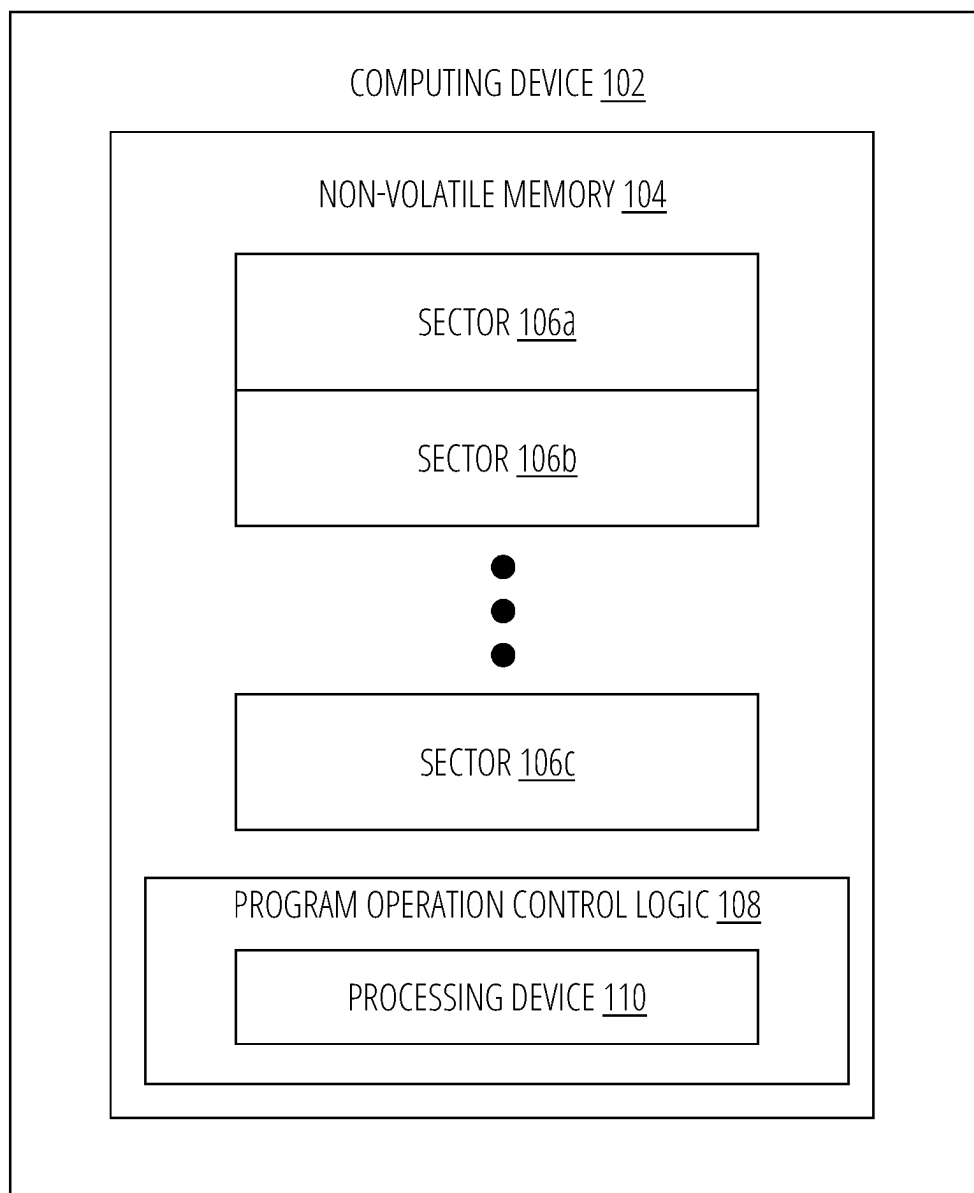 COMPUTING DEVICE 102
NON-VOLATILE MEMORY 104
SECTOR 106a
SECTOR 106b
SECTOR 106c
PROGRAM OPERATION CONTROL LOGIC 108
PROCESSING DEVICE 110